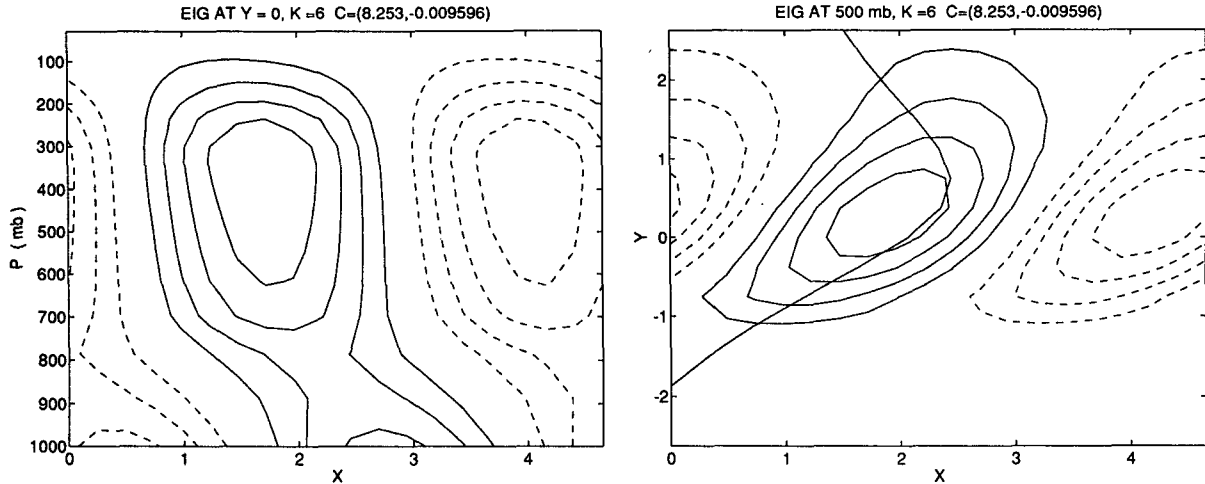 EIG AT Y = 0, K =6 C=(8.253,-0.009596)
100
200
300
400
500
600
700
800
900
1000
P ( mb )
0 1 2 3 4
X
EIG AT 500 mb, K =6 C=(8.253,-0.009596)
2
1
0
-1
-2
Y
0 1 2 3 4
X